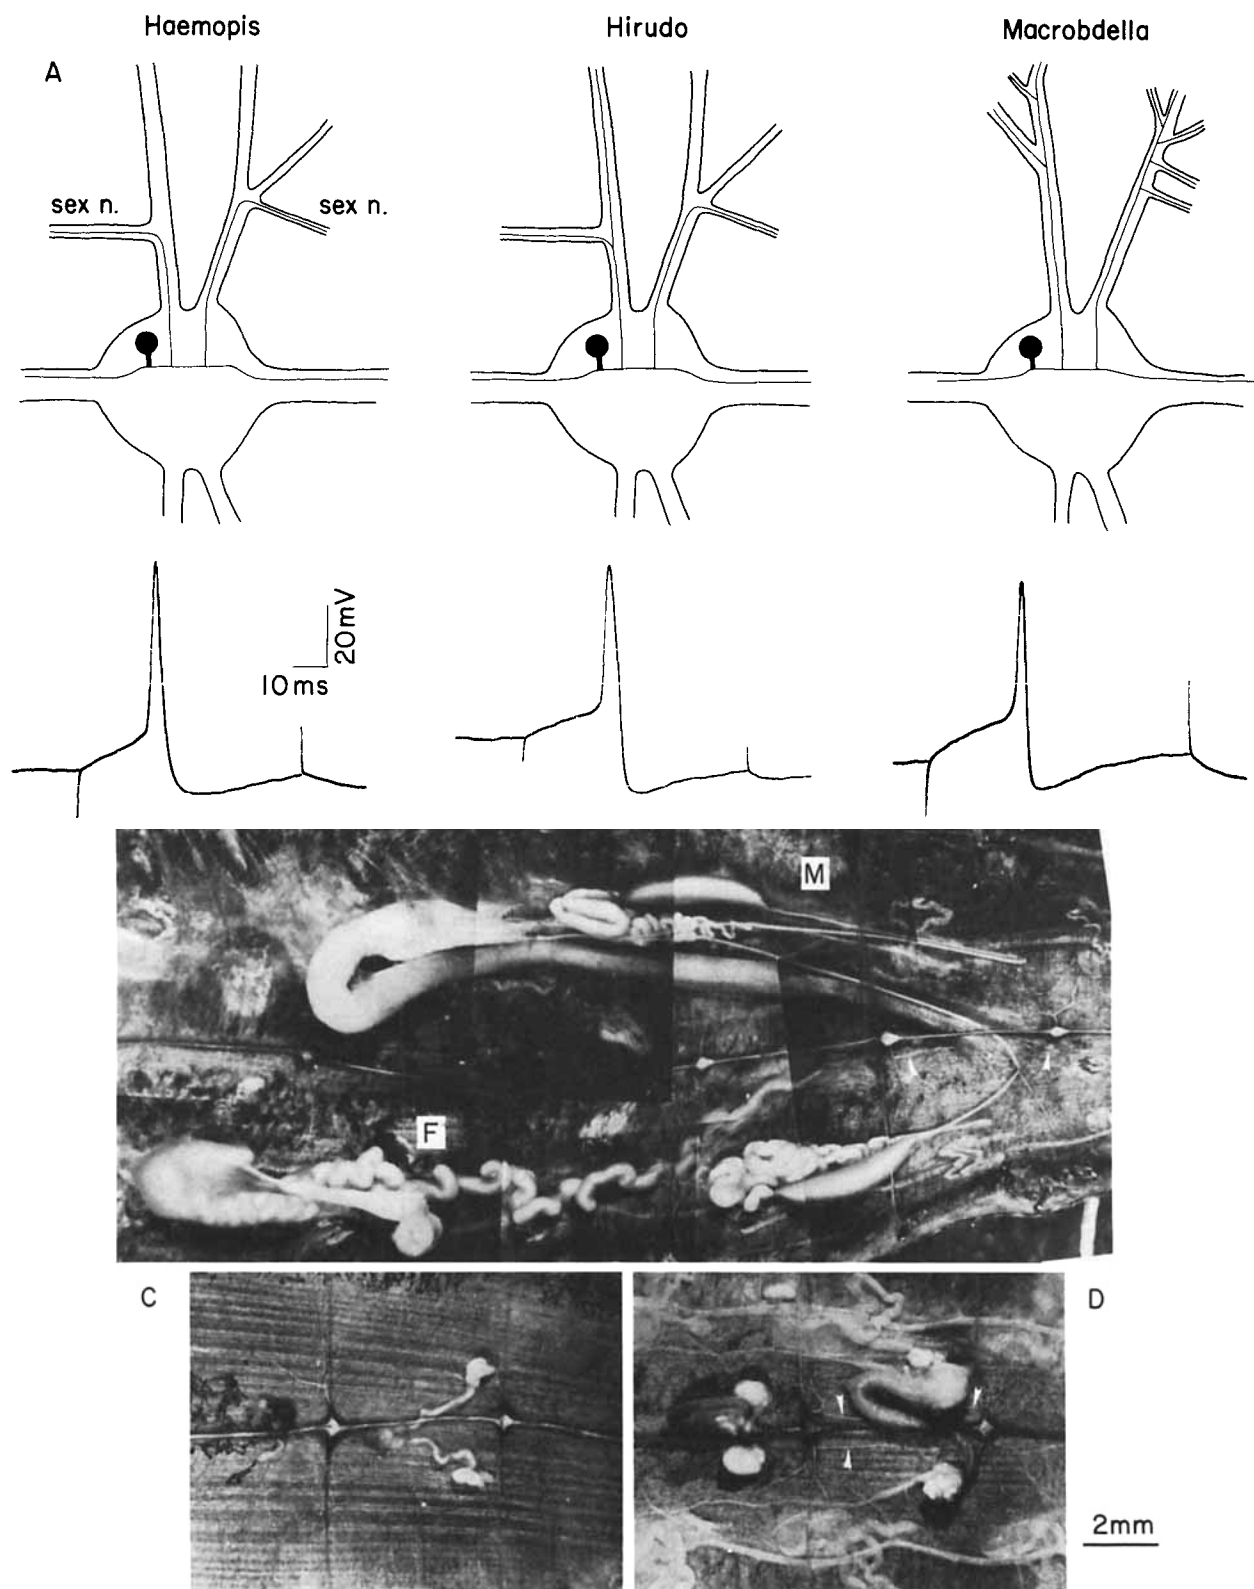 Haemopis
Hirudo
Macrobdella
A
sex n.
sex n.
20mV
10ms
M
F
C
D
2mm